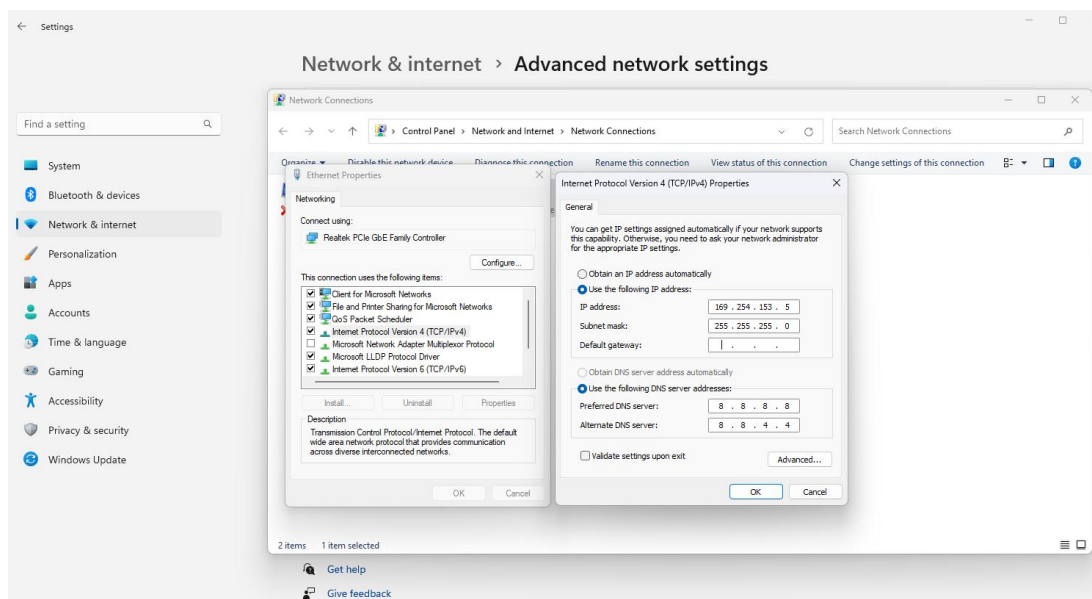 Settings
Network & internet > Advanced network settings
Find a setting
System
Bluetooth & devices
Network & internet
Personalization
Apps
Accounts
Time & language
Gaming
Accessibility
Privacy & security
Windows Update
Network Connections
Control Panel > Network and Internet > Network Connections
Search Network Connections
Organize Disable this network device Diagnose this connection Rename this connection View status of this connection Change settings of this connection
Ethernet Properties
Networking
Connect using:
Realtek PCIe GbE Family Controller
Configure...
This connection uses the following items:
Client for Microsoft Networks
File and Printer Sharing for Microsoft Networks
QoS Packet Scheduler
Internet Protocol Version 4 (TCP/IPv4)
Microsoft Network Adapter Multiplexor Protocol
Microsoft LLDP Protocol Driver
Internet Protocol Version 6 (TCP/IPv6)
Install... Uninstall Properties
Description
Transmission Control Protocol/Internet Protocol. The default
wide area network protocol that provides communication
across diverse interconnected networks.
OK Cancel
Internet Protocol Version 4 (TCP/IPv4) Properties
General
You can get IP settings assigned automatically if your network supports
this capability. Otherwise, you need to ask your network administrator
for the appropriate IP settings.
Obtain an IP address automatically
Use the following IP address:
IP address: 169 . 254 . 153 . 5
Subnet mask: 255 . 255 . 255 . 0
Default gateway: . . .
Obtain DNS server address automatically
Use the following DNS server addresses:
Preferred DNS server: 8 . 8 . 8 . 8
Alternate DNS server: 8 . 8 . 4 . 4
Validate settings upon exit
Advanced...
OK Cancel
2 items 1 item selected
Get help
Give feedback